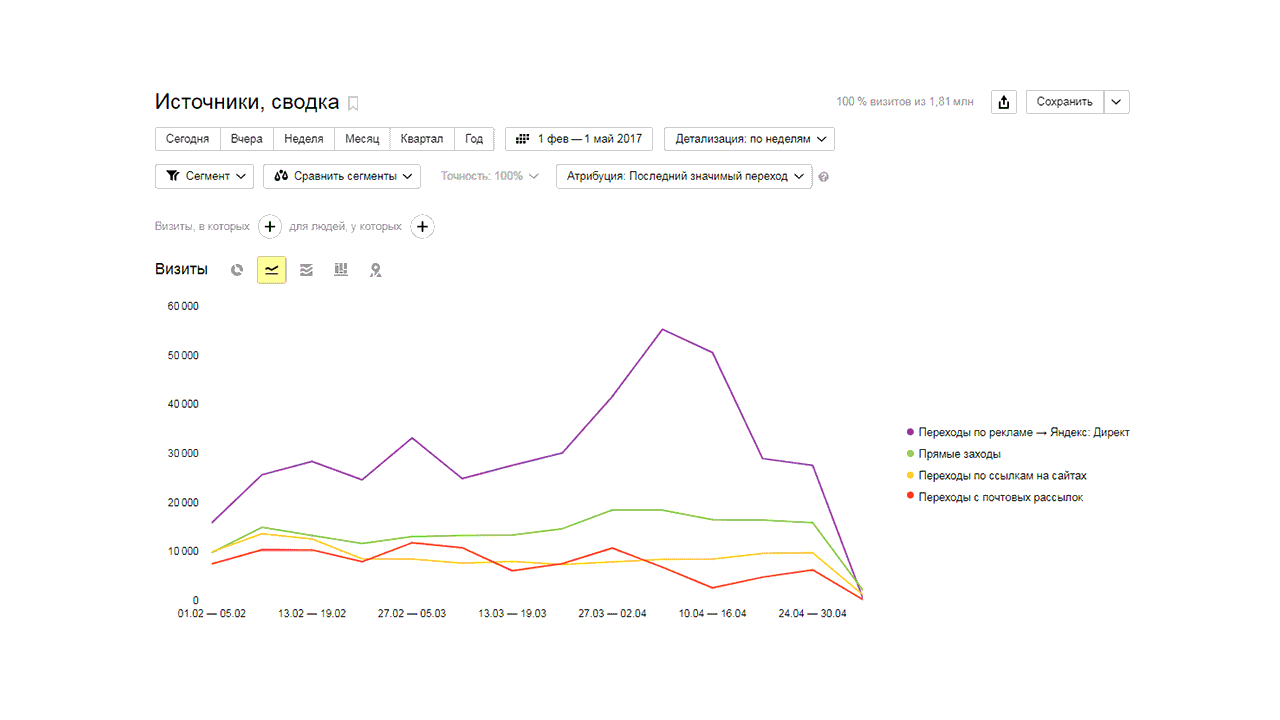 Источники, сводка
100 % визитов из 1,81 млн
Сохранить
Сегодня Вчера Неделя Месяц Квартал Год
1 фев — 1 май 2017
Детализация: по неделям
Сегмент
Сравнить сегменты
Точность: 100%
Атрибуция: Последний значимый переход
?
Визиты, в которых + для людей, у которых +
Визиты
60 000
50 000
40 000
30 000
20 000
10 000
0
01.02 — 05.02 13.02 — 19.02 27.02 — 05.03 13.03 — 19.03 27.03 — 02.04 10.04 — 16.04 24.04 — 30.04
Переходы по рекламе → Яндекс: Директ
Прямые заходы
Переходы по ссылкам на сайтах
Переходы с почтовых рассылок